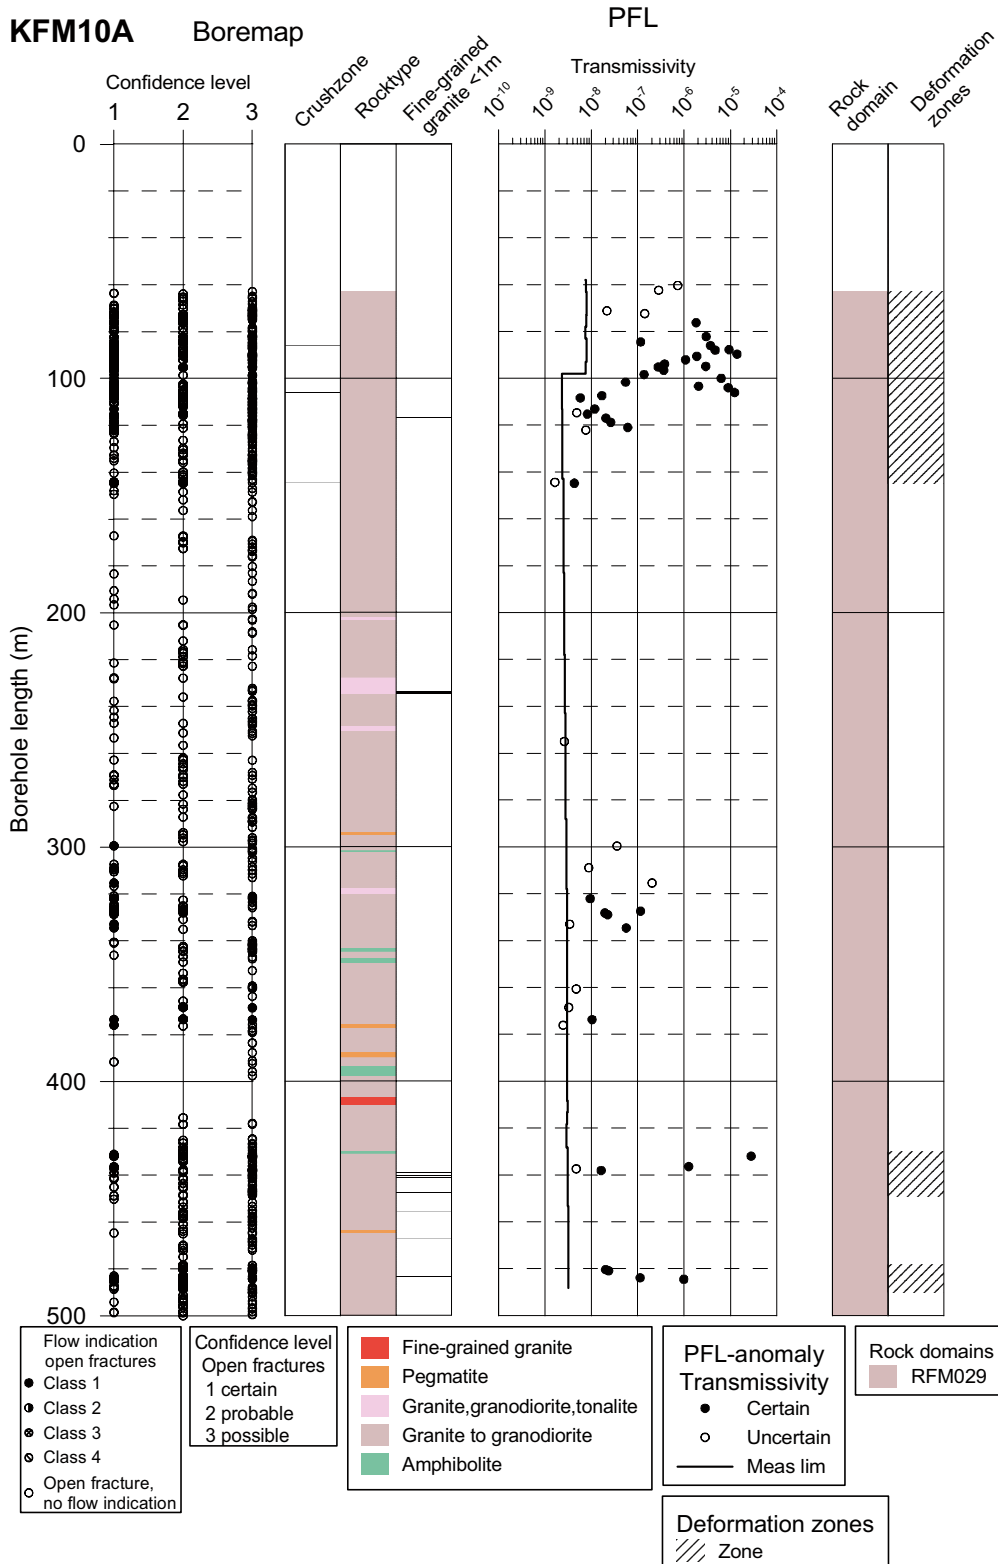 KFM10A
Boremap
PFL
Confidence level
1 2 3
Crushzone
Rocktype
Fine-grained
granite <1m
Transmissivity
10-10
10-9
10-8
10-7
10-6
10-5
10-4
Rock
domain
Deformation
zones
Borehole length (m)
0
100
200
300
400
500
Flow indication
open fractures
Class 1
Class 2
Class 3
Class 4
Open fracture,
no flow indication
Confidence level
Open fractures
1 certain
2 probable
3 possible
Fine-grained granite
Pegmatite
Granite,granodiorite,tonalite
Granite to granodiorite
Amphibolite
PFL-anomaly
Transmissivity
Certain
Uncertain
Meas lim
Rock domains
RFM029
Deformation zones
Zone